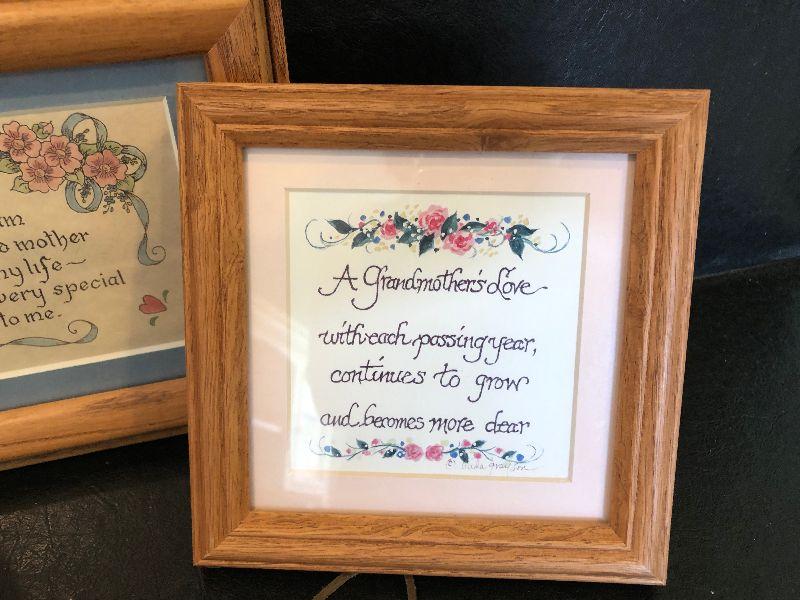 d mother
my life~
very special
to me.
A Grandmother's Love
with each passing year,
continues to grow
and becomes more dear
©